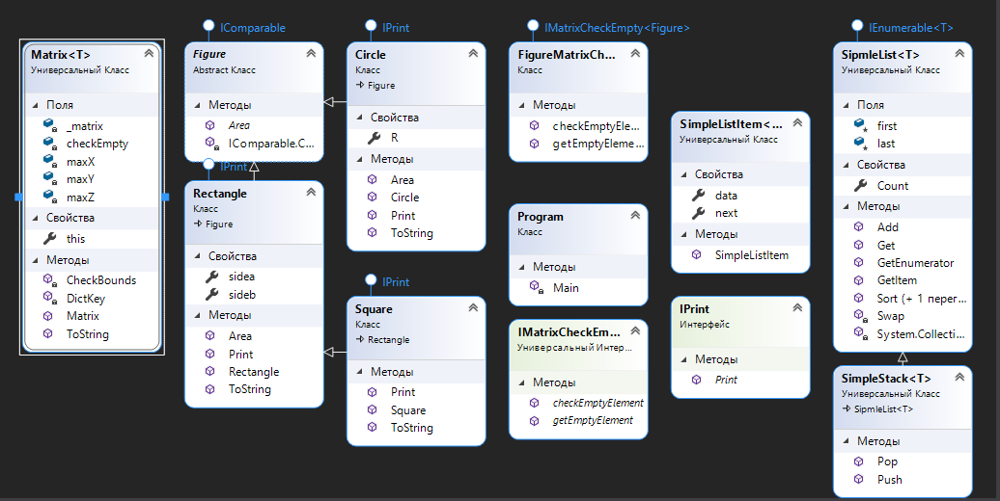 Matrix<T>
Универсальный Класс
Поля
_matrix
checkEmpty
maxX
maxY
maxZ
Свойства
this
Методы
CheckBounds
DictKey
Matrix
ToString
IComparable
Figure
Abstract Класс
Методы
Area
IComparable.C...
IPrint
Rectangle
Класс
Figure
Свойства
sidea
sideb
Методы
Area
Print
Rectangle
ToString
IPrint
Circle
Класс
Figure
Свойства
R
Методы
Area
Circle
Print
ToString
IPrint
Square
Класс
Rectangle
Методы
Print
Square
ToString
IMatrixCheckEmpty<Figure>
FigureMatrixCh...
Класс
Методы
checkEmptyEle...
getEmptyEleme...
Program
Класс
Методы
Main
IMatrixCheckEm...
Универсальный Интер...
Методы
checkEmptyElement
getEmptyElement
SimpleListItem<...
Универсальный Класс
Свойства
data
next
Методы
SimpleListItem
IPrint
Интерфейс
Методы
Print
IEnumerable<T>
SipmleList<T>
Универсальный Класс
Поля
first
last
Свойства
Count
Методы
Add
Get
GetEnumerator
GetItem
Sort (+ 1 перег...
Swap
System.Collecti...
SimpleStack<T>
Универсальный Класс
SipmleList<T>
Методы
Pop
Push